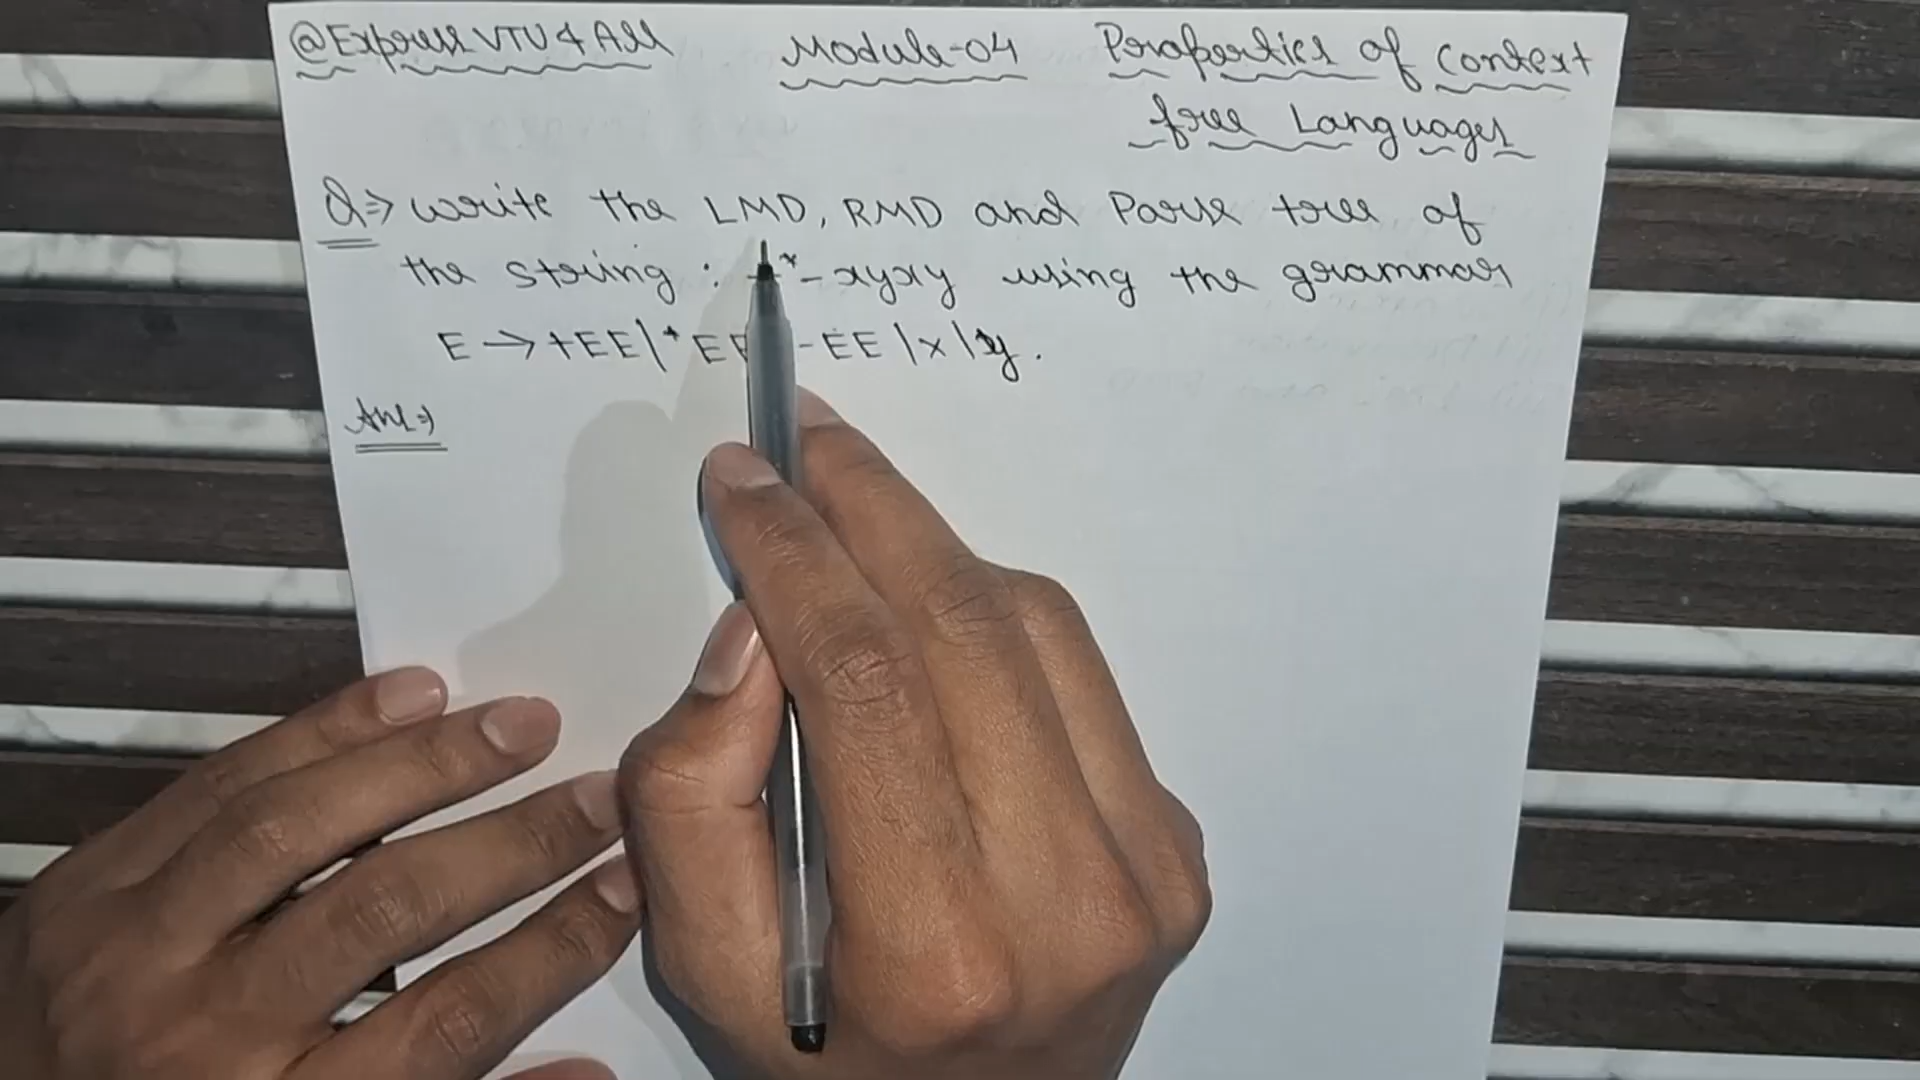 @Express VTU 4 All Module-04 Properties of Context
free Languages
Q⇒ write the LMD, RMD and Parse tree of
the string : +*-xyxy using the grammar
E → +EE|*EE -EE |x|y.
Ans⇒